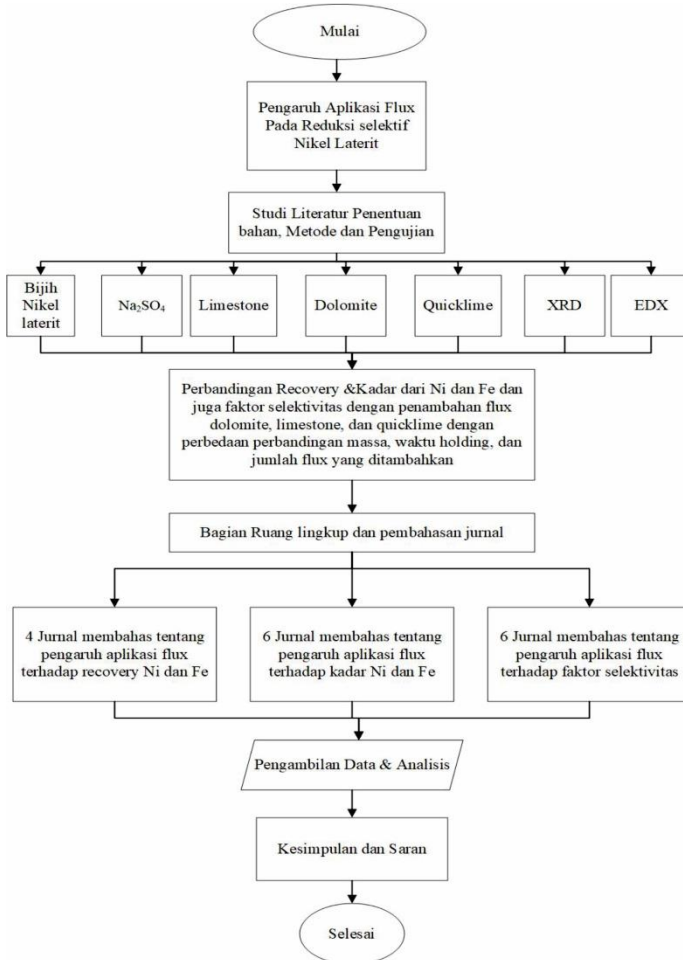 Mulai
Pengaruh Aplikasi Flux
Pada Reduksi selektif
Nikel Laterit
Studi Literatur Penentuan
bahan, Metode dan Pengujian
Bijih
Nikel
laterit
Na₂SO₄
Limestone
Dolomite
Quicklime
XRD
EDX
Perbandingan Recovery &Kadar dari Ni dan Fe dan
juga faktor selektivitas dengan penambahan flux
dolomite, limestone, dan quicklime dengan
perbedaan perbandingan massa, waktu holding, dan
jumlah flux yang ditambahkan
Bagian Ruang lingkup dan pembahasan jurnal
4 Jurnal membahas tentang
pengaruh aplikasi flux
terhadap recovery Ni dan Fe
6 Jurnal membahas tentang
pengaruh aplikasi flux
terhadap kadar Ni dan Fe
6 Jurnal membahas tentang
pengaruh aplikasi flux
terhadap faktor selektivitas
Pengambilan Data & Analisis
Kesimpulan dan Saran
Selesai